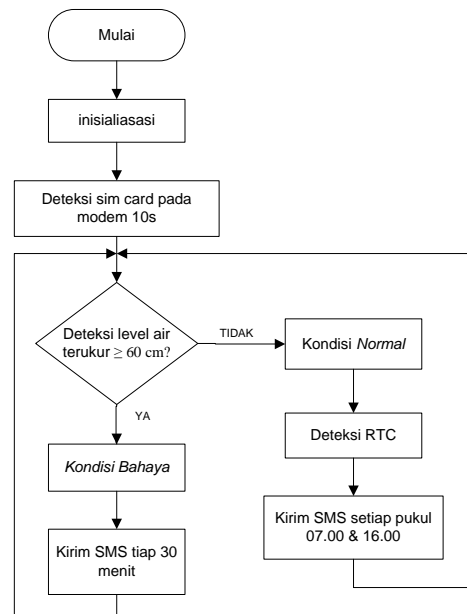 Mulai
inisialiasasi
Deteksi sim card pada
modem 10s
Deteksi level air
terukur ≥ 60 cm?
TIDAK
Kondisi Normal
YA
Deteksi RTC
Kondisi Bahaya
Kirim SMS setiap pukul
07.00 & 16.00
Kirim SMS tiap 30
menit